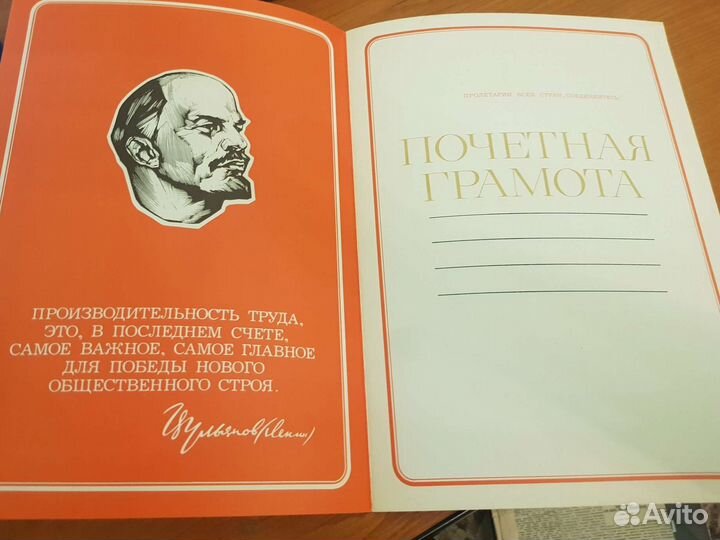 ПРОИЗВОДИТЕЛЬНОСТЬ ТРУДА,
ЭТО, В ПОСЛЕДНЕМ СЧЕТЕ,
САМОЕ ВАЖНОЕ, САМОЕ ГЛАВНОЕ
ДЛЯ ПОБЕДЫ НОВОГО
ОБЩЕСТВЕННОГО СТРОЯ.
В. Ульянов (Ленин)
ПРОЛЕТАРИИ ВСЕХ СТРАН, СОЕДИНЯЙТЕСЬ!
ПОЧЕТНАЯ
ГРАМОТА
Avito